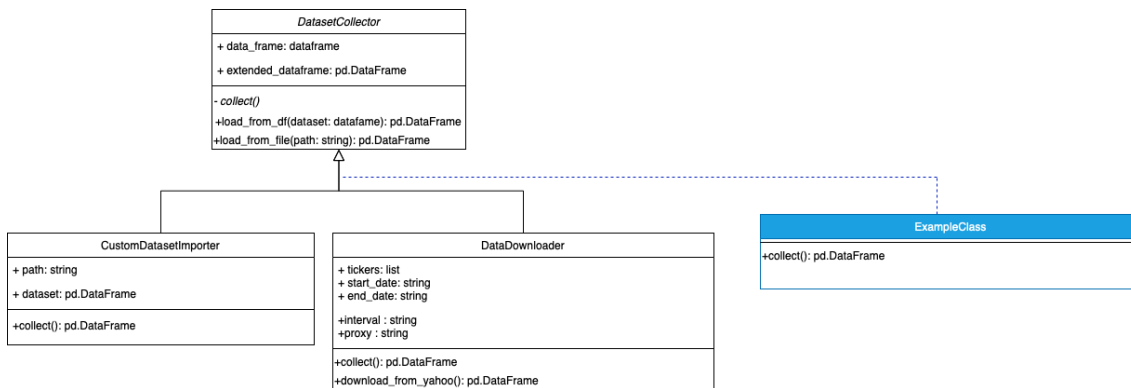 DatasetCollector
+ data_frame: dataframe
+ extended_dataframe: pd.DataFrame
- collect()
+load_from_df(dataset: datafame): pd.DataFrame
+load_from_file(path: string): pd.DataFrame
CustomDatasetImporter
+ path: string
+ dataset: pd.DataFrame
+collect(): pd.DataFrame
DataDownloader
+ tickers: list
+ start_date: string
+ end_date: string
+interval : string
+proxy : string
+collect(): pd.DataFrame
+download_from_yahoo(): pd.DataFrame
ExampleClass
+collect(): pd.DataFrame